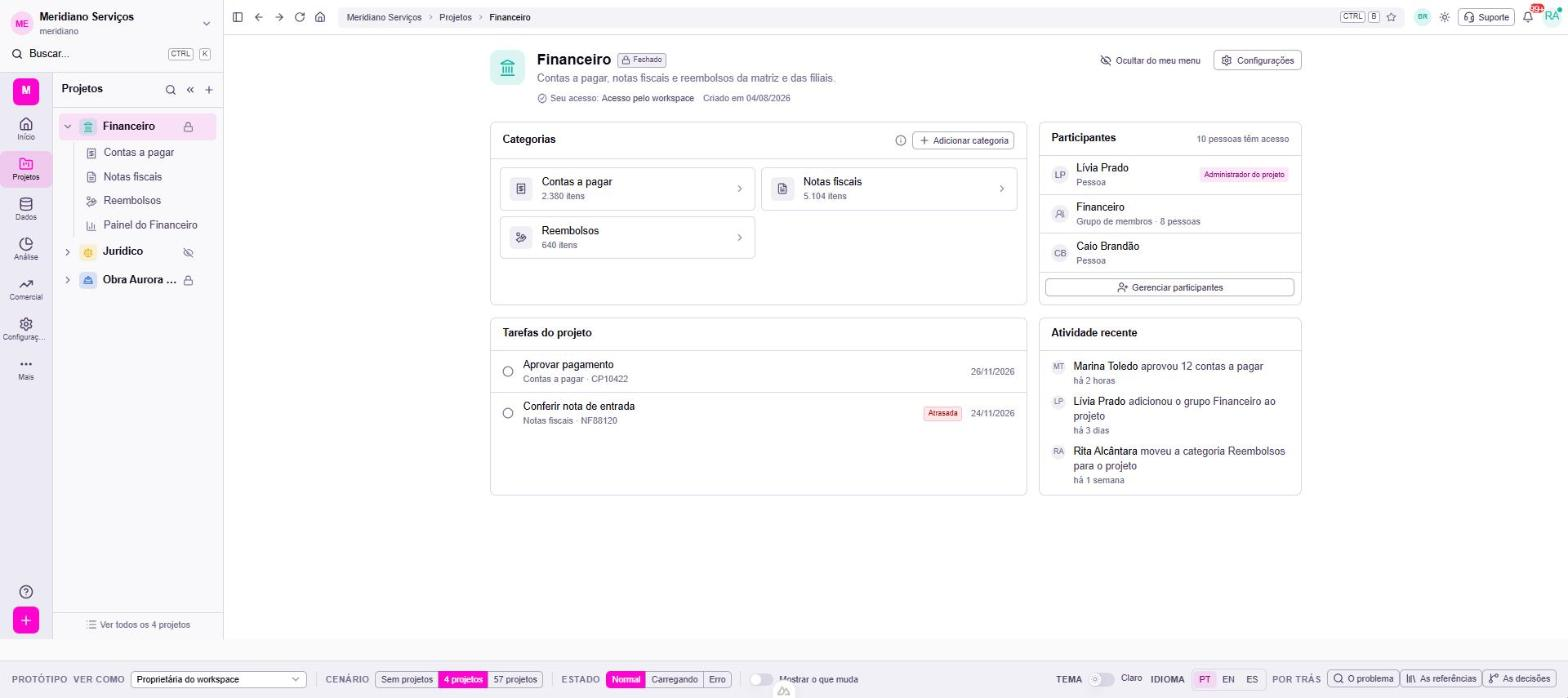 ME Meridiano Serviços
meridiano
Buscar... CTRL K
Meridiano Serviços > Projetos > Financeiro CTRL B BR Suporte 99+ RA
M
Início
Projetos
Dados
Análise
Comercial
Configuraç...
Mais
Projetos
Financeiro
Contas a pagar
Notas fiscais
Reembolsos
Painel do Financeiro
Jurídico
Obra Aurora ...
Ver todos os 4 projetos
Financeiro Fechado
Contas a pagar, notas fiscais e reembolsos da matriz e das filiais.
Seu acesso: Acesso pelo workspace Criado em 04/08/2026
Ocultar do meu menu Configurações
Categorias Adicionar categoria
Contas a pagar
2.380 itens
Notas fiscais
5.104 itens
Reembolsos
640 itens
Participantes 10 pessoas têm acesso
LP Lívia Prado Administrador do projeto
Pessoa
Financeiro
Grupo de membros · 8 pessoas
CB Caio Brandão
Pessoa
Gerenciar participantes
Tarefas do projeto
Aprovar pagamento
Contas a pagar · CP10422 26/11/2026
Conferir nota de entrada
Notas fiscais · NF88120 Atrasada 24/11/2026
Atividade recente
MT Marina Toledo aprovou 12 contas a pagar
há 2 horas
LP Lívia Prado adicionou o grupo Financeiro ao
projeto
há 3 dias
RA Rita Alcântara moveu a categoria Reembolsos
para o projeto
há 1 semana
PROTÓTIPO VER COMO Proprietária do workspace CENÁRIO Sem projetos 4 projetos 57 projetos ESTADO Normal Carregando Erro Mostrar o que muda TEMA Claro IDIOMA PT EN ES POR TRÁS O problema As referências As decisões